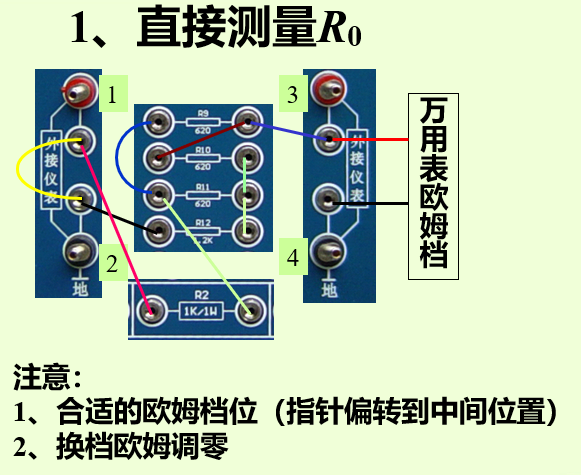 1、直接测量R0
1
3
外接仪表
R9
620
R10
620
R11
620
R12
1.2K
外接仪表
万用表欧姆档
2
4
地
地
R2
1K/1W
注意：
1、合适的欧姆档位（指针偏转到中间位置）
2、换档欧姆调零